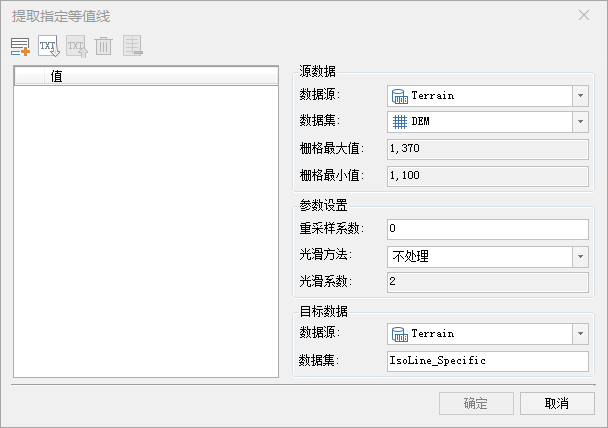 提取指定等值线
TXT TXT
值
源数据
数据源: Terrain
数据集: DEM
栅格最大值: 1,370
栅格最小值: 1,100
参数设置
重采样系数: 0
光滑方法: 不处理
光滑系数: 2
目标数据
数据源: Terrain
数据集: IsoLine_Specific
确定 取消